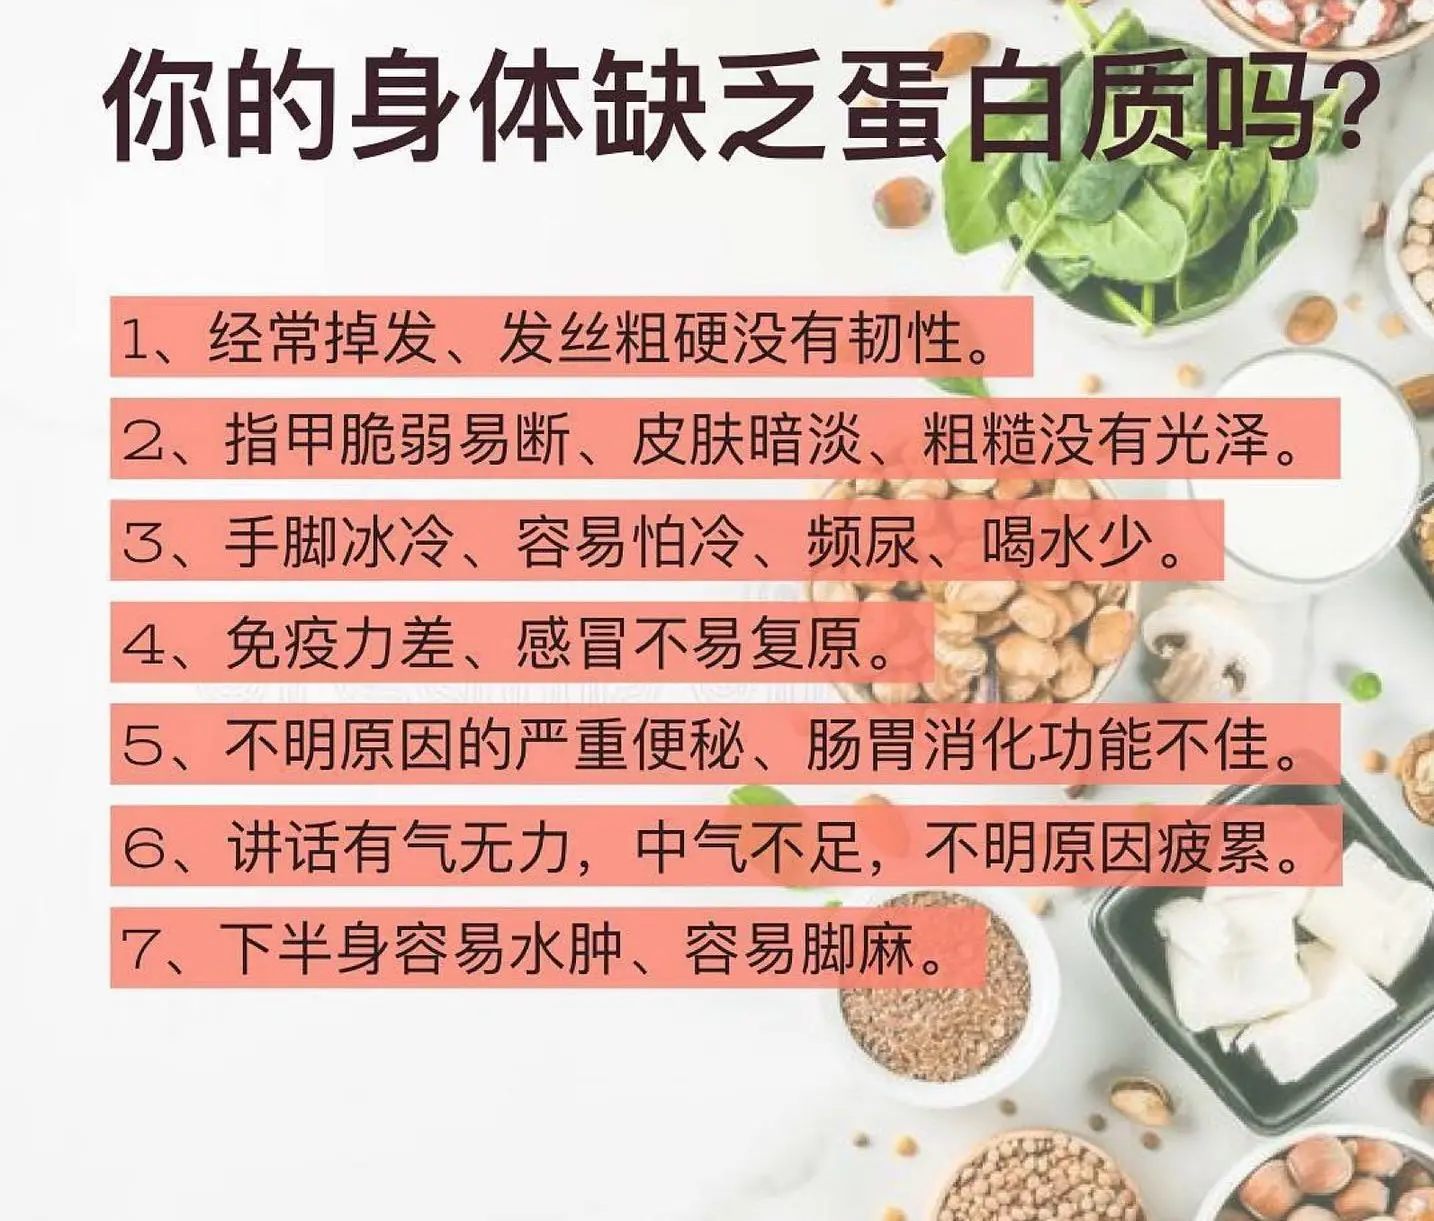 你的身体缺乏蛋白质吗?
1、经常掉发、发丝粗硬没有韧性。
2、指甲脆弱易断、皮肤暗淡、粗糙没有光泽。
3、手脚冰冷、容易怕冷、频尿、喝水少。
4、免疫力差、感冒不易复原。
5、不明原因的严重便秘、肠胃消化功能不佳。
6、讲话有气无力，中气不足，不明原因疲累。
7、下半身容易水肿、容易脚麻。